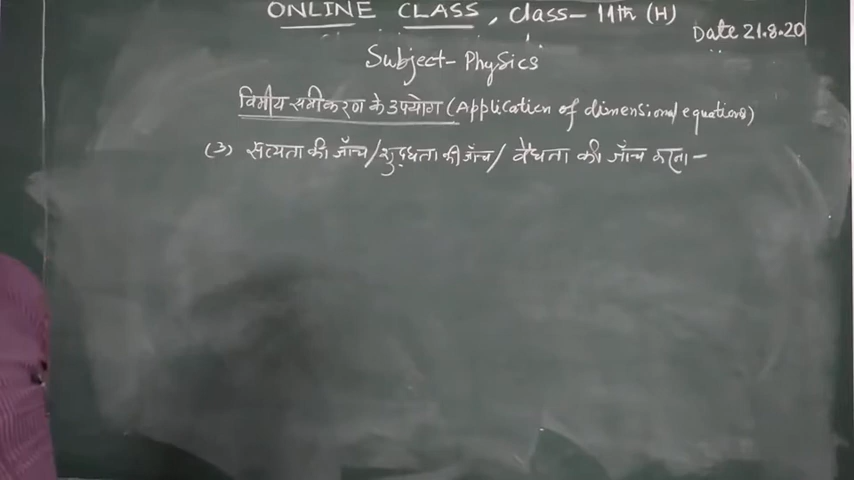 ONLINE CLASS, Class- 11th (H)
Date 21.8.20
Subject- Physics
विमीय समीकरण के उपयोग (Application of dimensional equations)
(3) सत्यता की जाँच/शुद्धता की जाँच/ वैधता की जाँच करना-